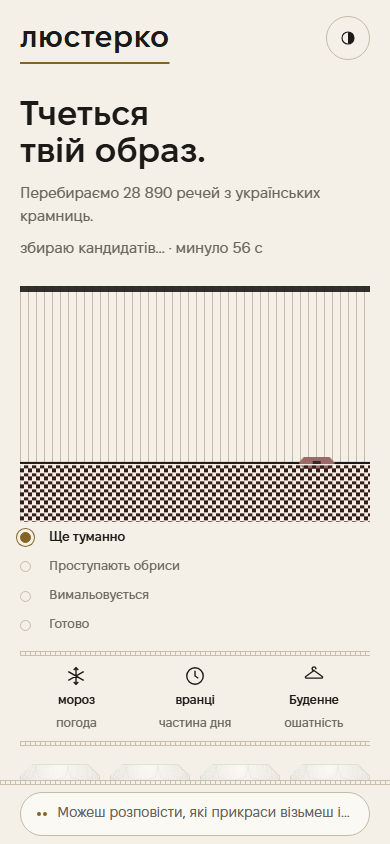 люстерко
Тчеться
твій образ.
Перебираємо 28 890 речей з українських
крамниць.
збираю кандидатів... · минуло 56 с
Ще туманно
Проступають обриси
Вимальовується
Готово
мороз
вранці
Буденне
погода
частина дня
ошатність
Можеш розповісти, які прикраси візьмеш і...